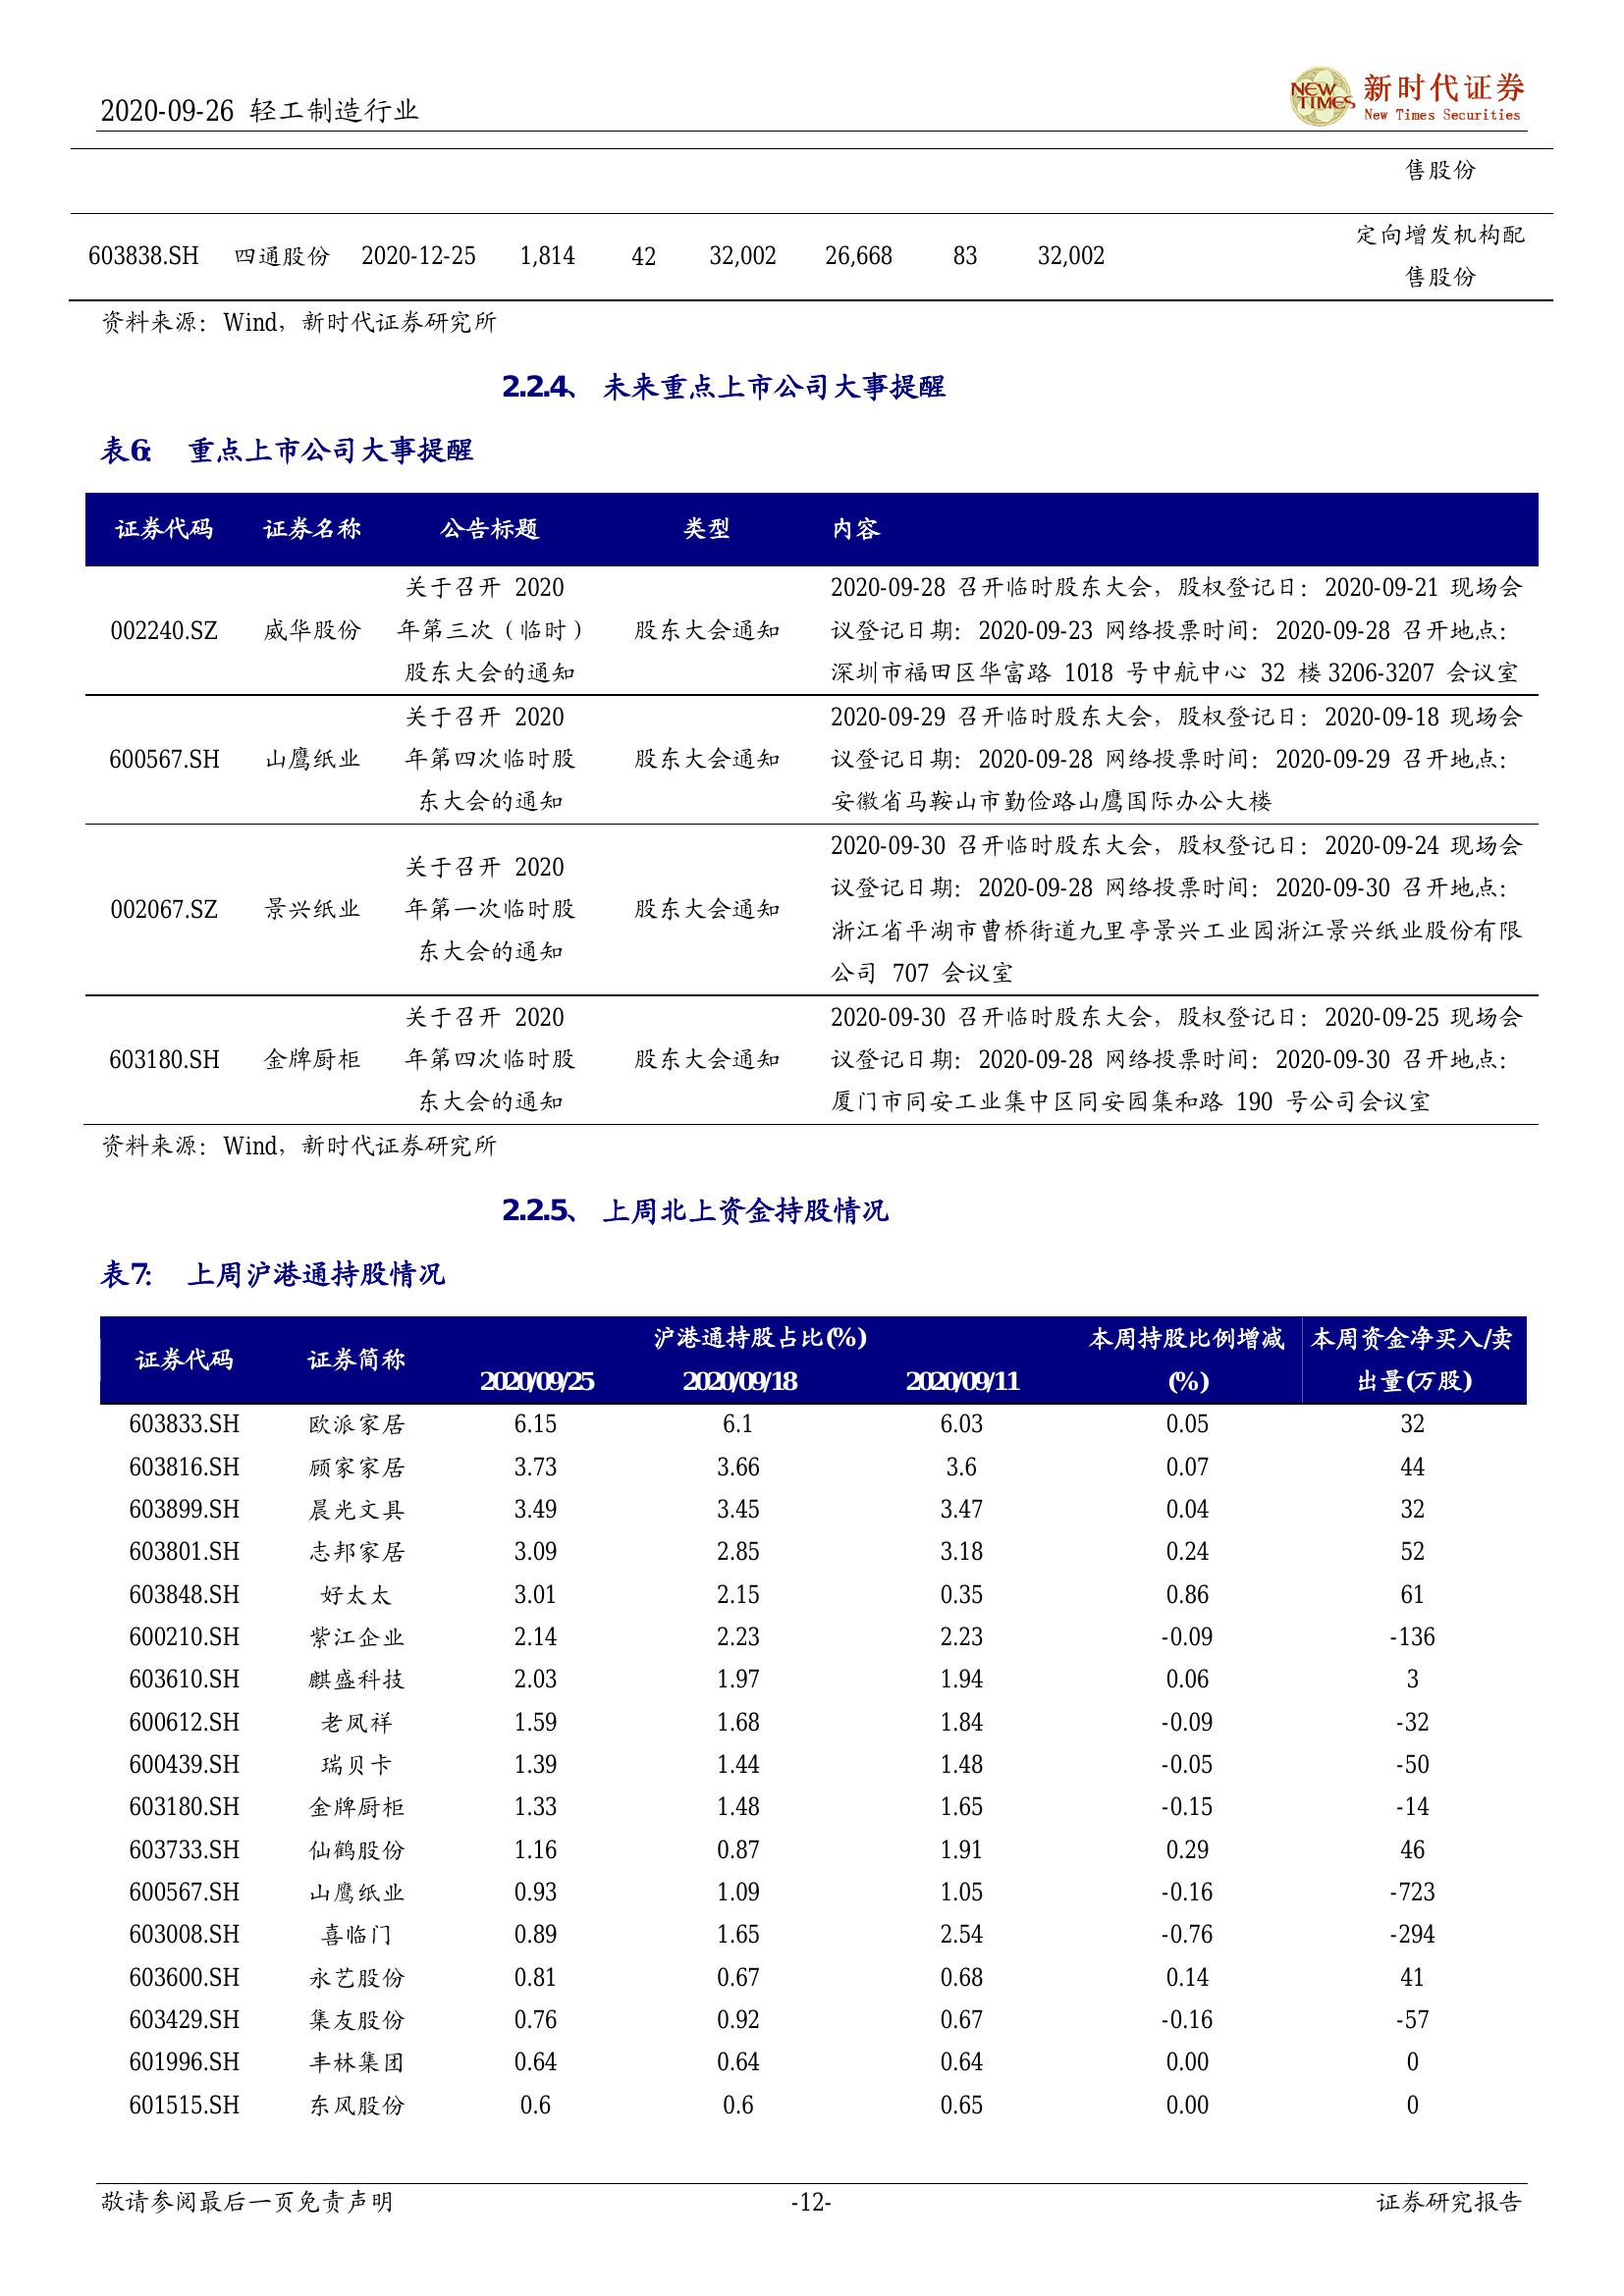 2020-09-26 轻工制造行业
NEW TIMES 新时代证券
New Times Securities
售股份
603838.SH 四通股份 2020-12-25 1,814 42 32,002 26,668 83 32,002 定向增发机构配
售股份
资料来源：Wind，新时代证券研究所
2.2.4、 未来重点上市公司大事提醒
表6： 重点上市公司大事提醒
证券代码 证券名称 公告标题 类型 内容
关于召开 2020 2020-09-28 召开临时股东大会，股权登记日：2020-09-21 现场会
002240.SZ 威华股份 年第三次（临时） 股东大会通知 议登记日期：2020-09-23 网络投票时间：2020-09-28 召开地点：
股东大会的通知 深圳市福田区华富路 1018 号中航中心 32 楼3206-3207 会议室
关于召开 2020 2020-09-29 召开临时股东大会，股权登记日：2020-09-18 现场会
600567.SH 山鹰纸业 年第四次临时股 股东大会通知 议登记日期：2020-09-28 网络投票时间：2020-09-29 召开地点：
东大会的通知 安徽省马鞍山市勤俭路山鹰国际办公大楼
2020-09-30 召开临时股东大会，股权登记日：2020-09-24 现场会
关于召开 2020 议登记日期：2020-09-28 网络投票时间：2020-09-30 召开地点：
002067.SZ 景兴纸业 年第一次临时股 股东大会通知 浙江省平湖市曹桥街道九里亭景兴工业园浙江景兴纸业股份有限
东大会的通知 公司 707 会议室
关于召开 2020 2020-09-30 召开临时股东大会，股权登记日：2020-09-25 现场会
603180.SH 金牌厨柜 年第四次临时股 股东大会通知 议登记日期：2020-09-28 网络投票时间：2020-09-30 召开地点：
东大会的通知 厦门市同安工业集中区同安园集和路 190 号公司会议室
资料来源：Wind，新时代证券研究所
2.2.5、 上周北上资金持股情况
表7： 上周沪港通持股情况
证券代码 证券简称 沪港通持股占比(%) 本周持股比例增减 本周资金净买入/卖
2020/09/25 2020/09/18 2020/09/11 (%) 出量(万股)
603833.SH 欧派家居 6.15 6.1 6.03 0.05 32
603816.SH 顾家家居 3.73 3.66 3.6 0.07 44
603899.SH 晨光文具 3.49 3.45 3.47 0.04 32
603801.SH 志邦家居 3.09 2.85 3.18 0.24 52
603848.SH 好太太 3.01 2.15 0.35 0.86 61
600210.SH 紫江企业 2.14 2.23 2.23 -0.09 -136
603610.SH 麒盛科技 2.03 1.97 1.94 0.06 3
600612.SH 老凤祥 1.59 1.68 1.84 -0.09 -32
600439.SH 瑞贝卡 1.39 1.44 1.48 -0.05 -50
603180.SH 金牌厨柜 1.33 1.48 1.65 -0.15 -14
603733.SH 仙鹤股份 1.16 0.87 1.91 0.29 46
600567.SH 山鹰纸业 0.93 1.09 1.05 -0.16 -723
603008.SH 喜临门 0.89 1.65 2.54 -0.76 -294
603600.SH 永艺股份 0.81 0.67 0.68 0.14 41
603429.SH 集友股份 0.76 0.92 0.67 -0.16 -57
601996.SH 丰林集团 0.64 0.64 0.64 0.00 0
601515.SH 东风股份 0.6 0.6 0.65 0.00 0
敬请参阅最后一页免责声明 -12- 证券研究报告